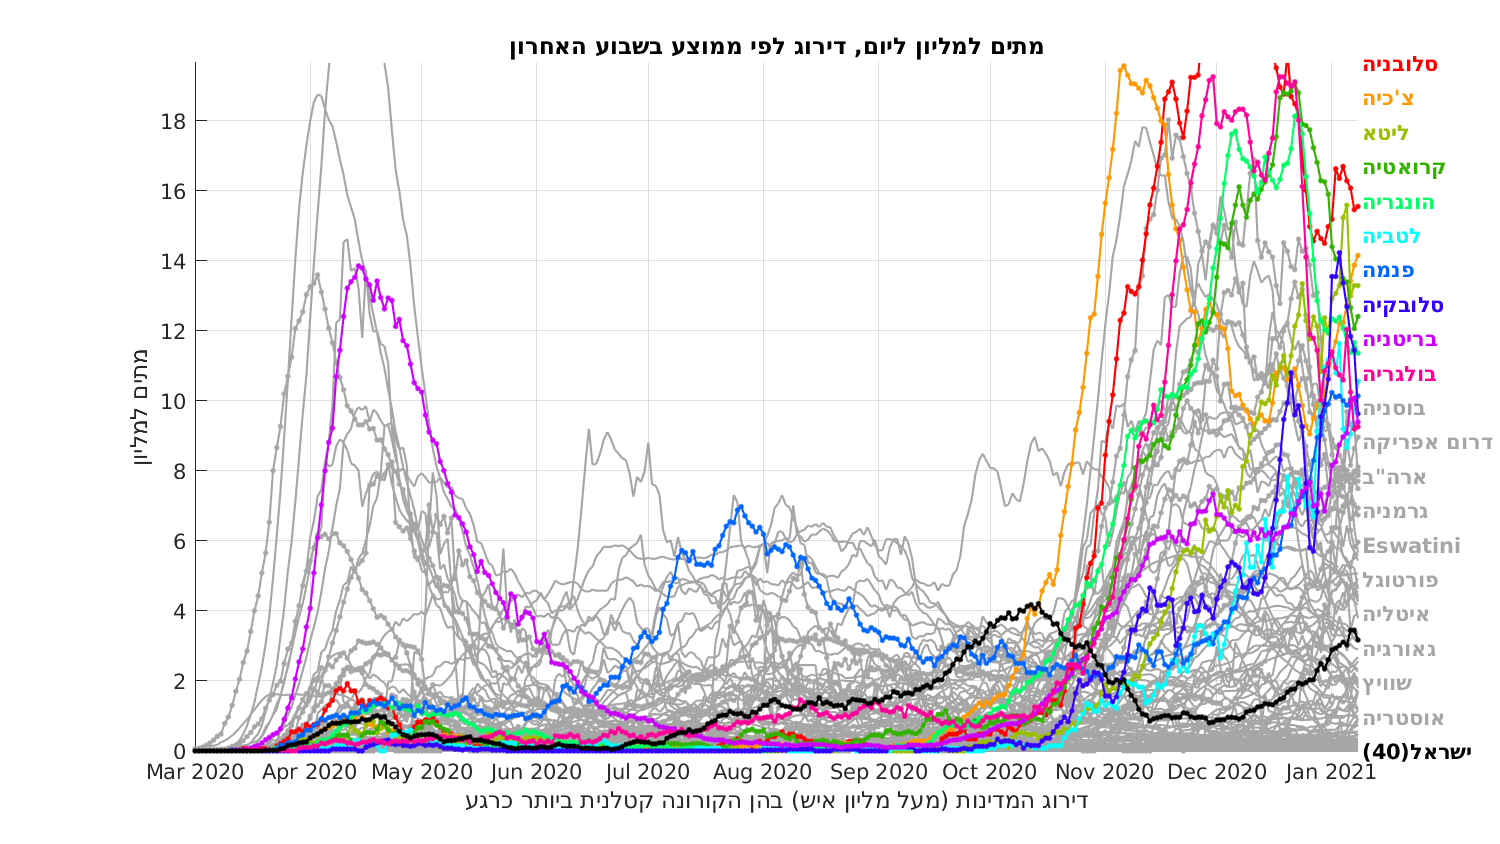 מתים למליון ליום, דירוג לפי ממוצע בשבוע האחרון
מתים למליון
18
16
14
12
10
8
6
4
2
0
Mar 2020 Apr 2020 May 2020 Jun 2020 Jul 2020 Aug 2020 Sep 2020 Oct 2020 Nov 2020 Dec 2020 Jan 2021
דירוג המדינות (מעל מליון איש) בהן הקורונה קטלנית ביותר כרגע
סלובניה
צ'כיה
ליטא
קרואטיה
הונגריה
לטביה
פנמה
סלובקיה
בריטניה
בולגריה
בוסניה
דרום אפריקה
ארה"ב
גרמניה
Eswatini
פורטוגל
איטליה
גאורגיה
שוויץ
אוסטריה
ישראל(40)